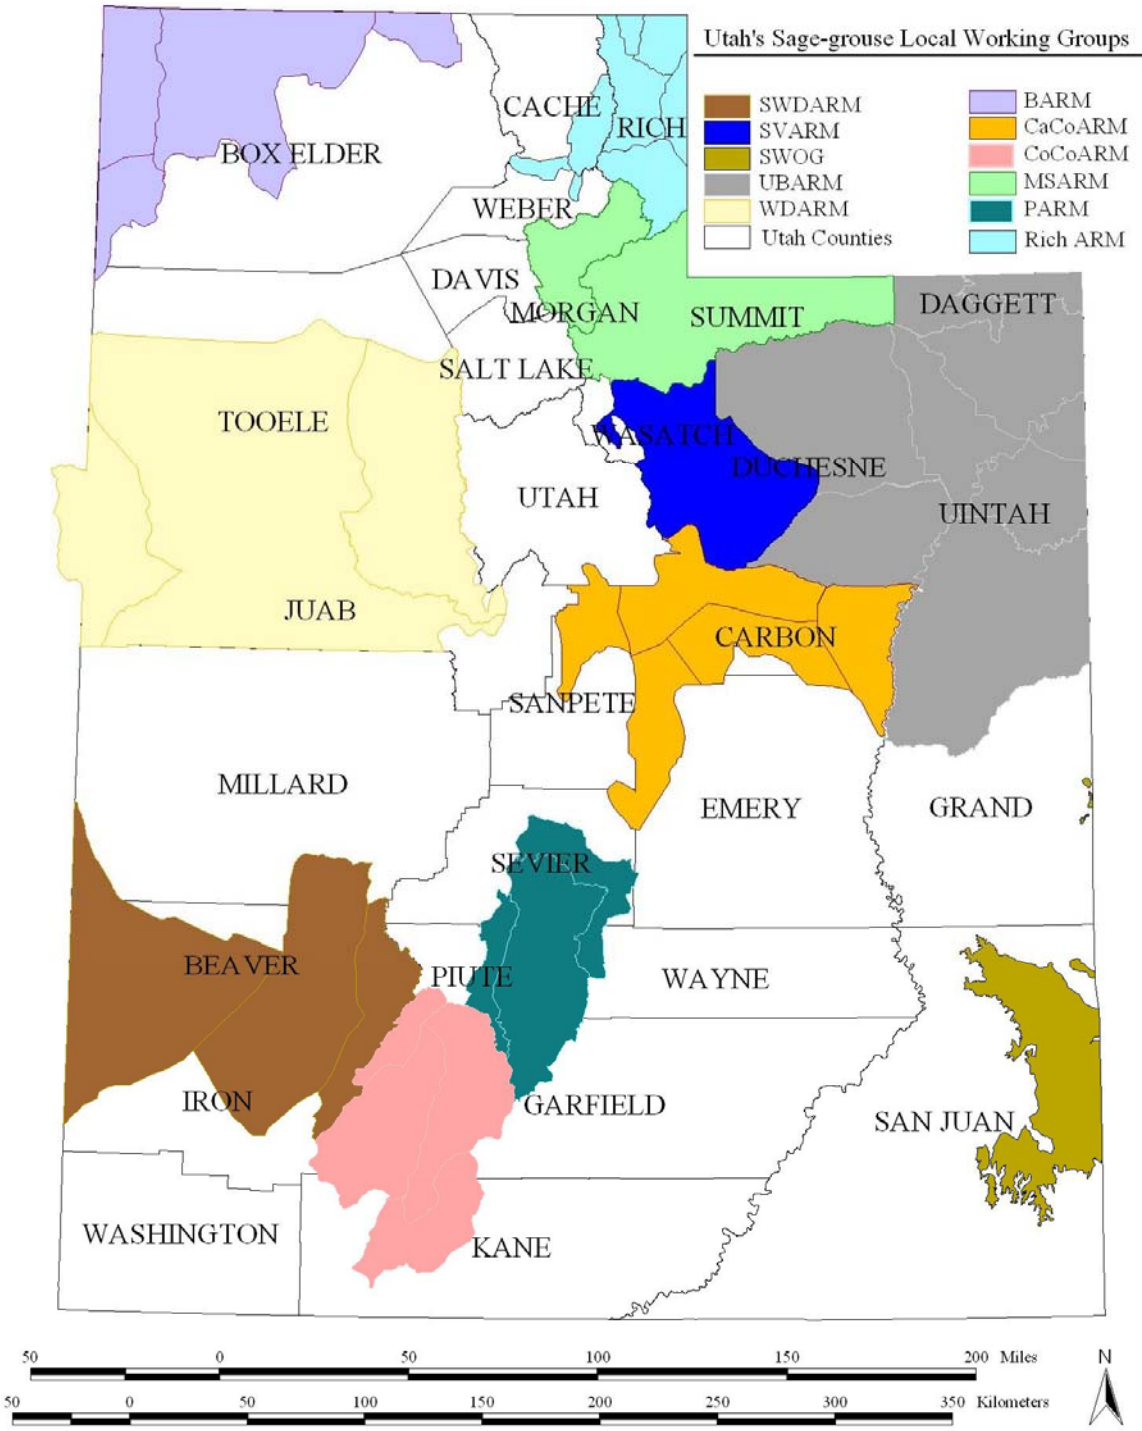 Utah's Sage-grouse Local Working Groups
SWDARM
SVARM
SWOG
UBARM
WDARM
Utah Counties
BARM
CaCoARM
CoCoARM
MSARM
PARM
Rich ARM
CACHE
RICH
BOX ELDER
WEBER
DAVIS
MORGAN
SUMMIT
DAGGETT
SALT LAKE
TOOELE
WASATCH
DUCHESNE
UTAH
UINTAH
JUAB
CARBON
SANPETE
MILLARD
EMERY
GRAND
SEVIER
BEAVER
PIUTE
WAYNE
IRON
GARFIELD
SAN JUAN
WASHINGTON
KANE
50 0 50 100 150 200 Miles
50 0 50 100 150 200 250 300 350 Kilometers
N